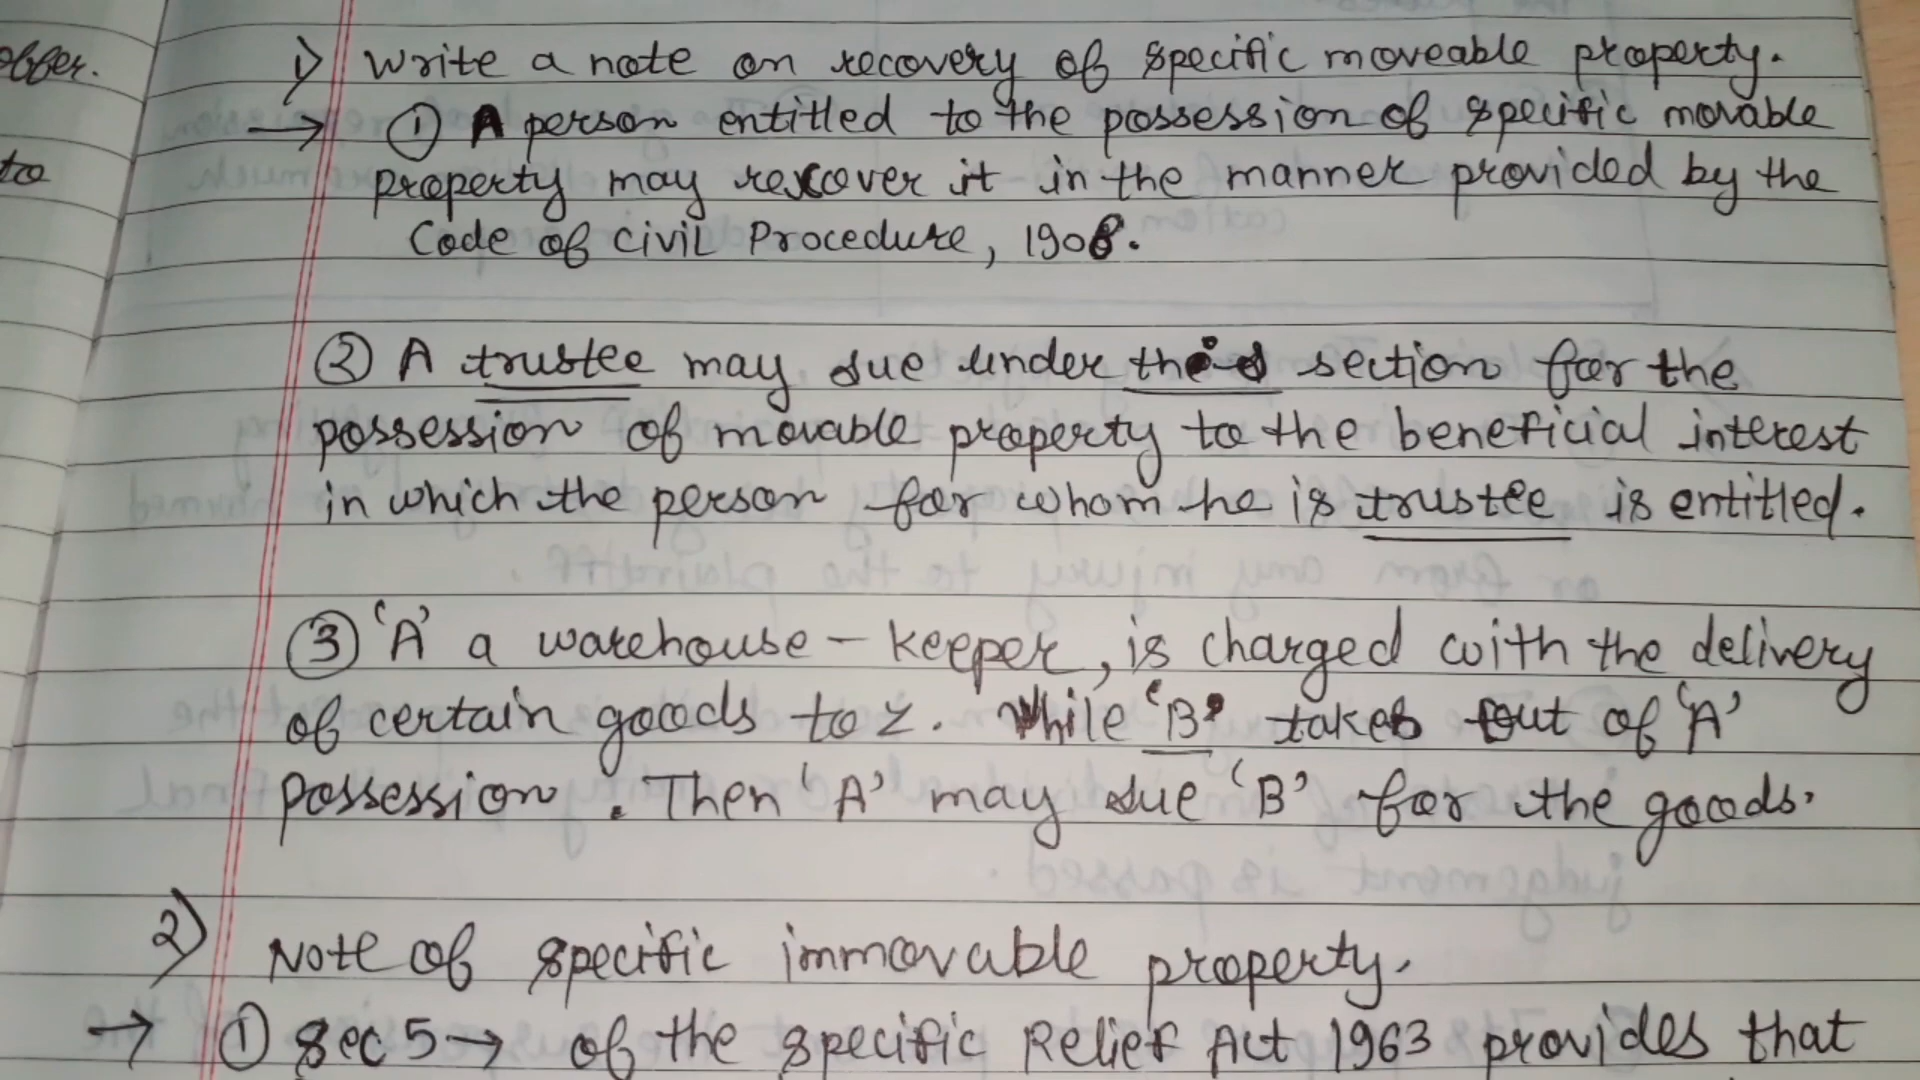 offer.
to
1) Write a note on recovery of specific moveable property.
→ ① A person entitled to the possession of specific movable
property may recover it in the manner provided by the
Code of Civil Procedure, 1908.
② A trustee may sue under this section for the
possession of movable property to the beneficial interest
in which the person for whom he is trustee is entitled.
③ 'A' a warehouse - keeper, is charged with the delivery
of certain goods to Z. While 'B' takes out of 'A'
possession. Then 'A' may sue 'B' for the goods.
2) Note of specific immovable property.
→ ① Sec 5 → of the specific Relief Act 1963 provides that